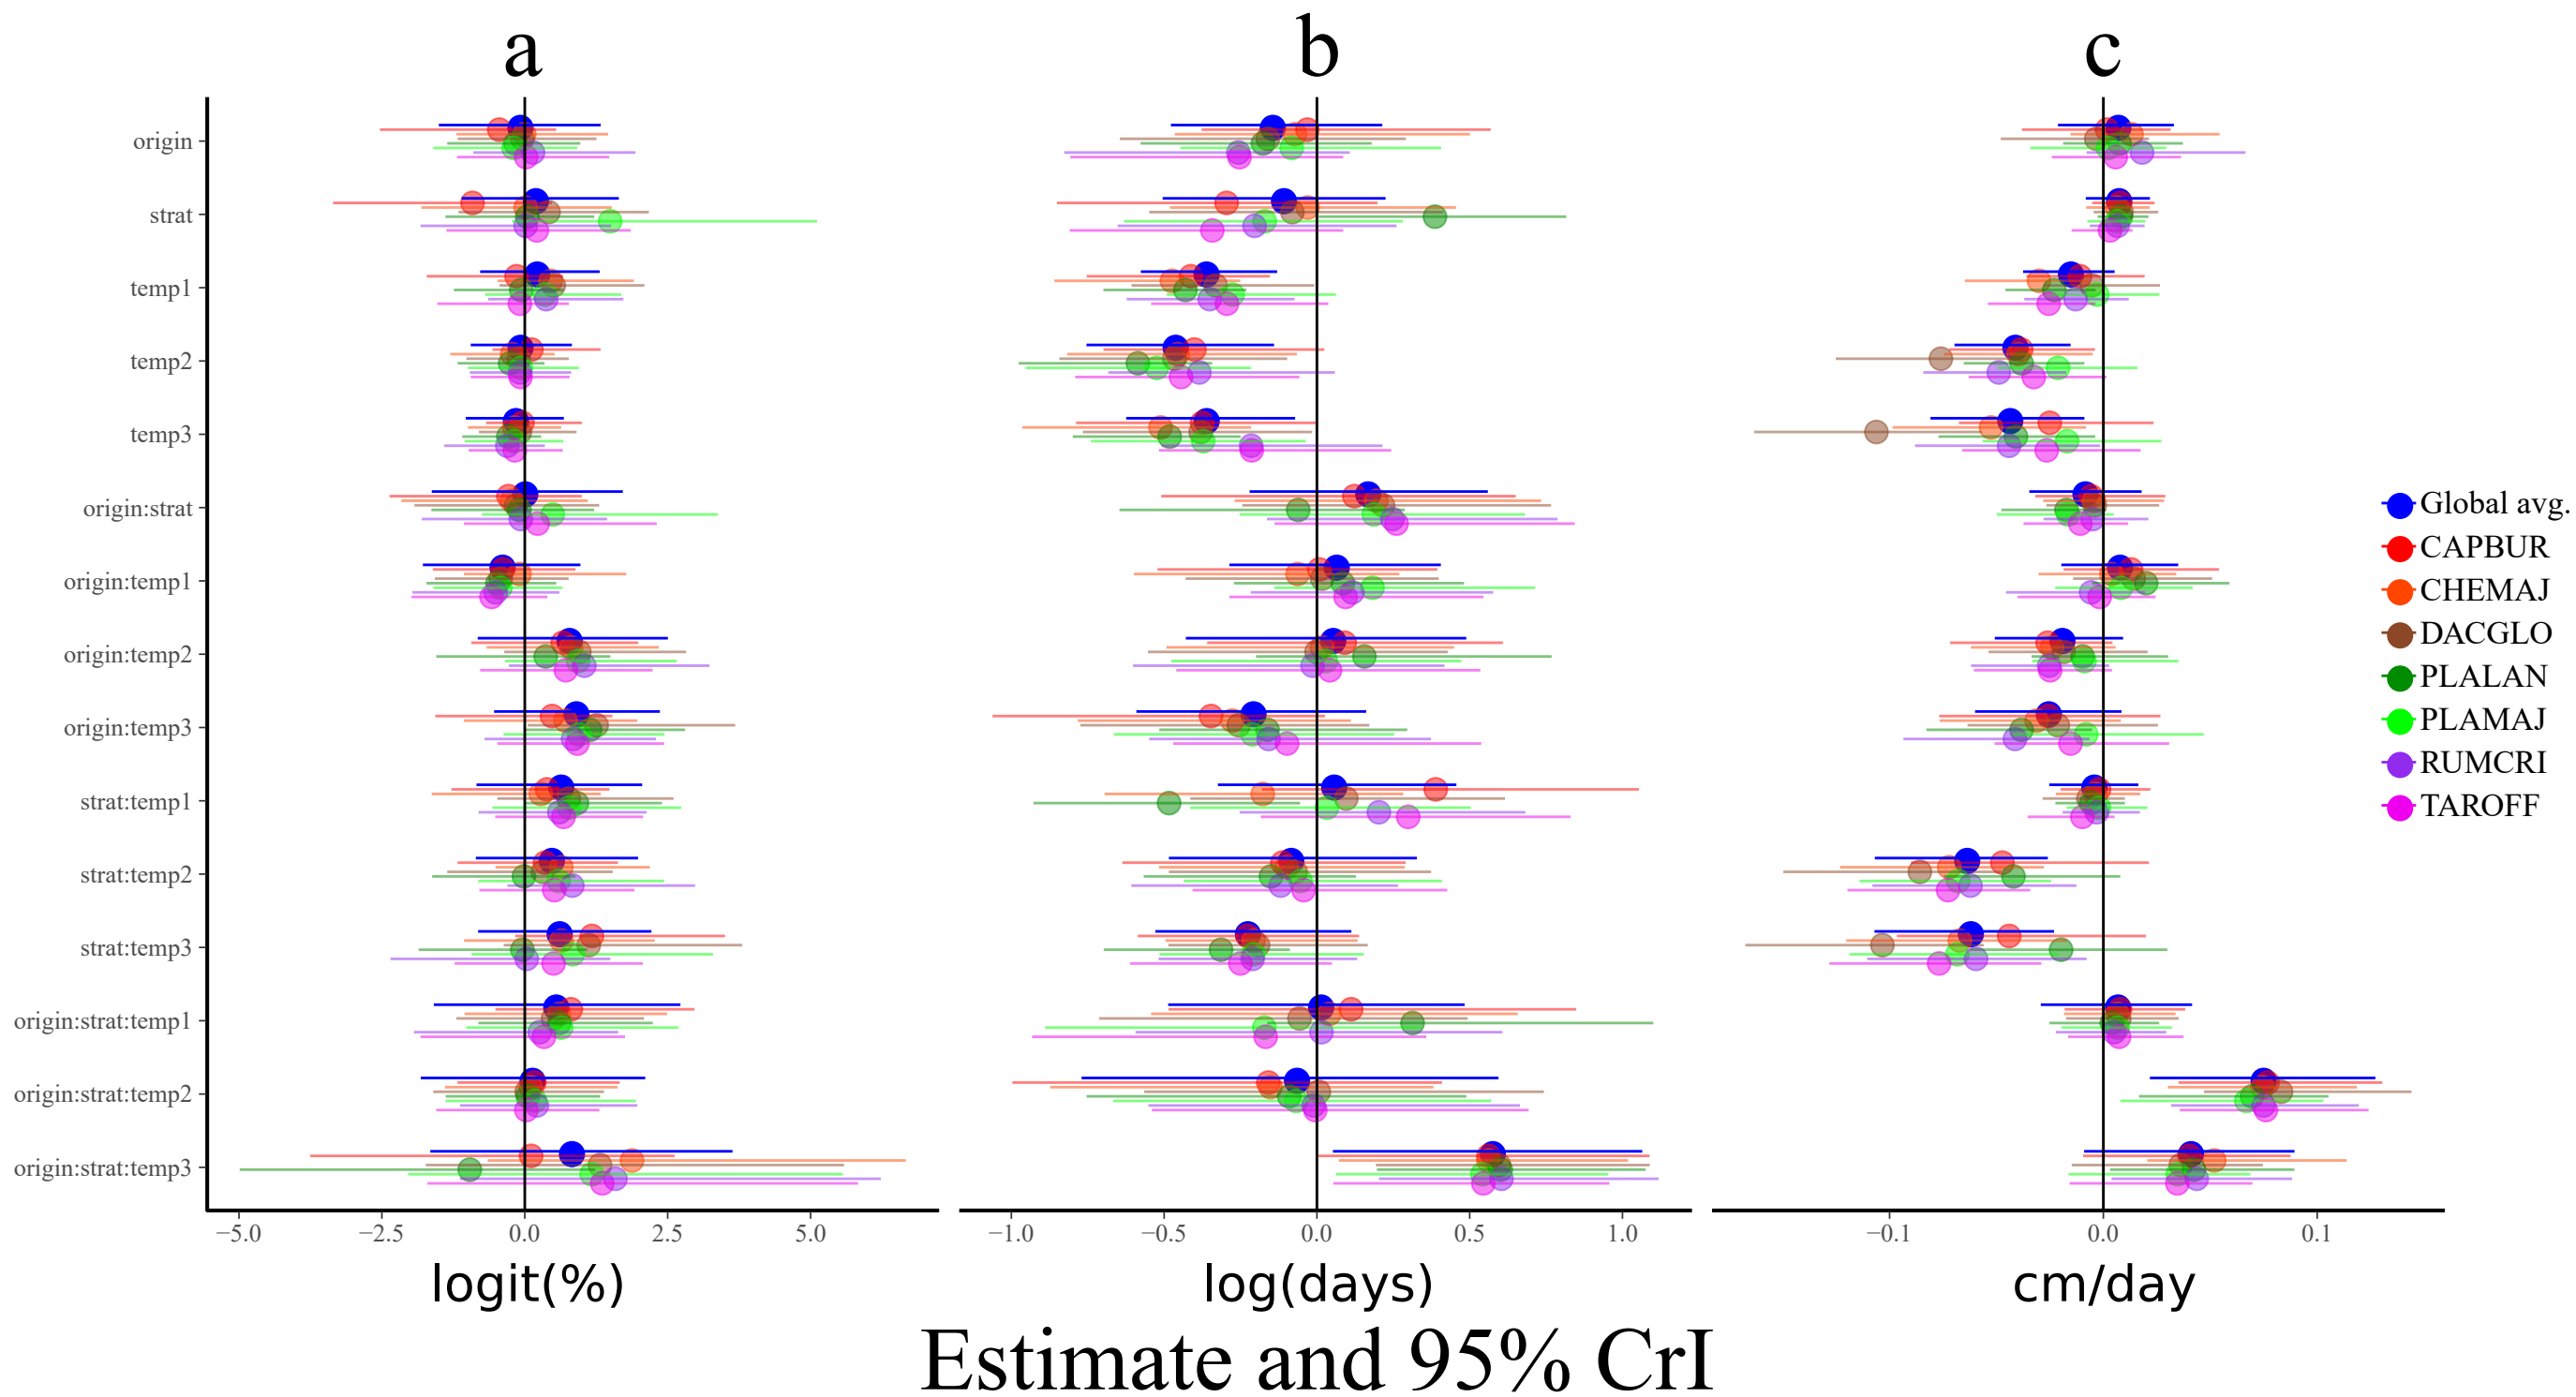 a b c
origin
strat
temp1
temp2
temp3
origin:strat
origin:temp1
origin:temp2
origin:temp3
strat:temp1
strat:temp2
strat:temp3
origin:strat:temp1
origin:strat:temp2
origin:strat:temp3
Global avg.
CAPBUR
CHEMAJ
DACGLO
PLALAN
PLAMAJ
RUMCRI
TAROFF
−5.0 −2.5 0.0 2.5 5.0
−1.0 −0.5 0.0 0.5 1.0
−0.1 0.0 0.1
logit(%) log(days) cm/day
Estimate and 95% CrI